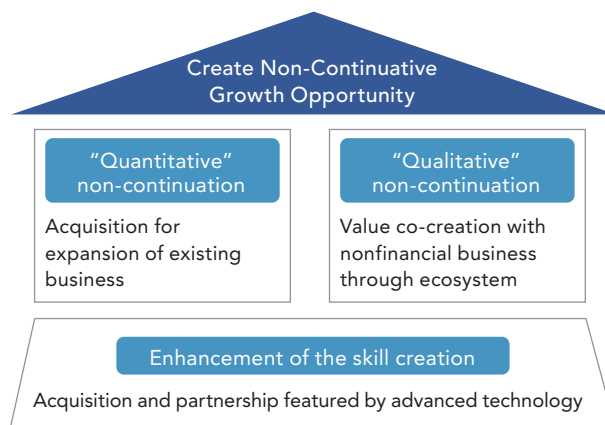 Create Non-Continuative
Growth Opportunity
“Quantitative”
non-continuation
Acquisition for
expansion of existing
business
“Qualitative”
non-continuation
Value co-creation with
nonfinancial business
through ecosystem
Enhancement of the skill creation
Acquisition and partnership featured by advanced technology